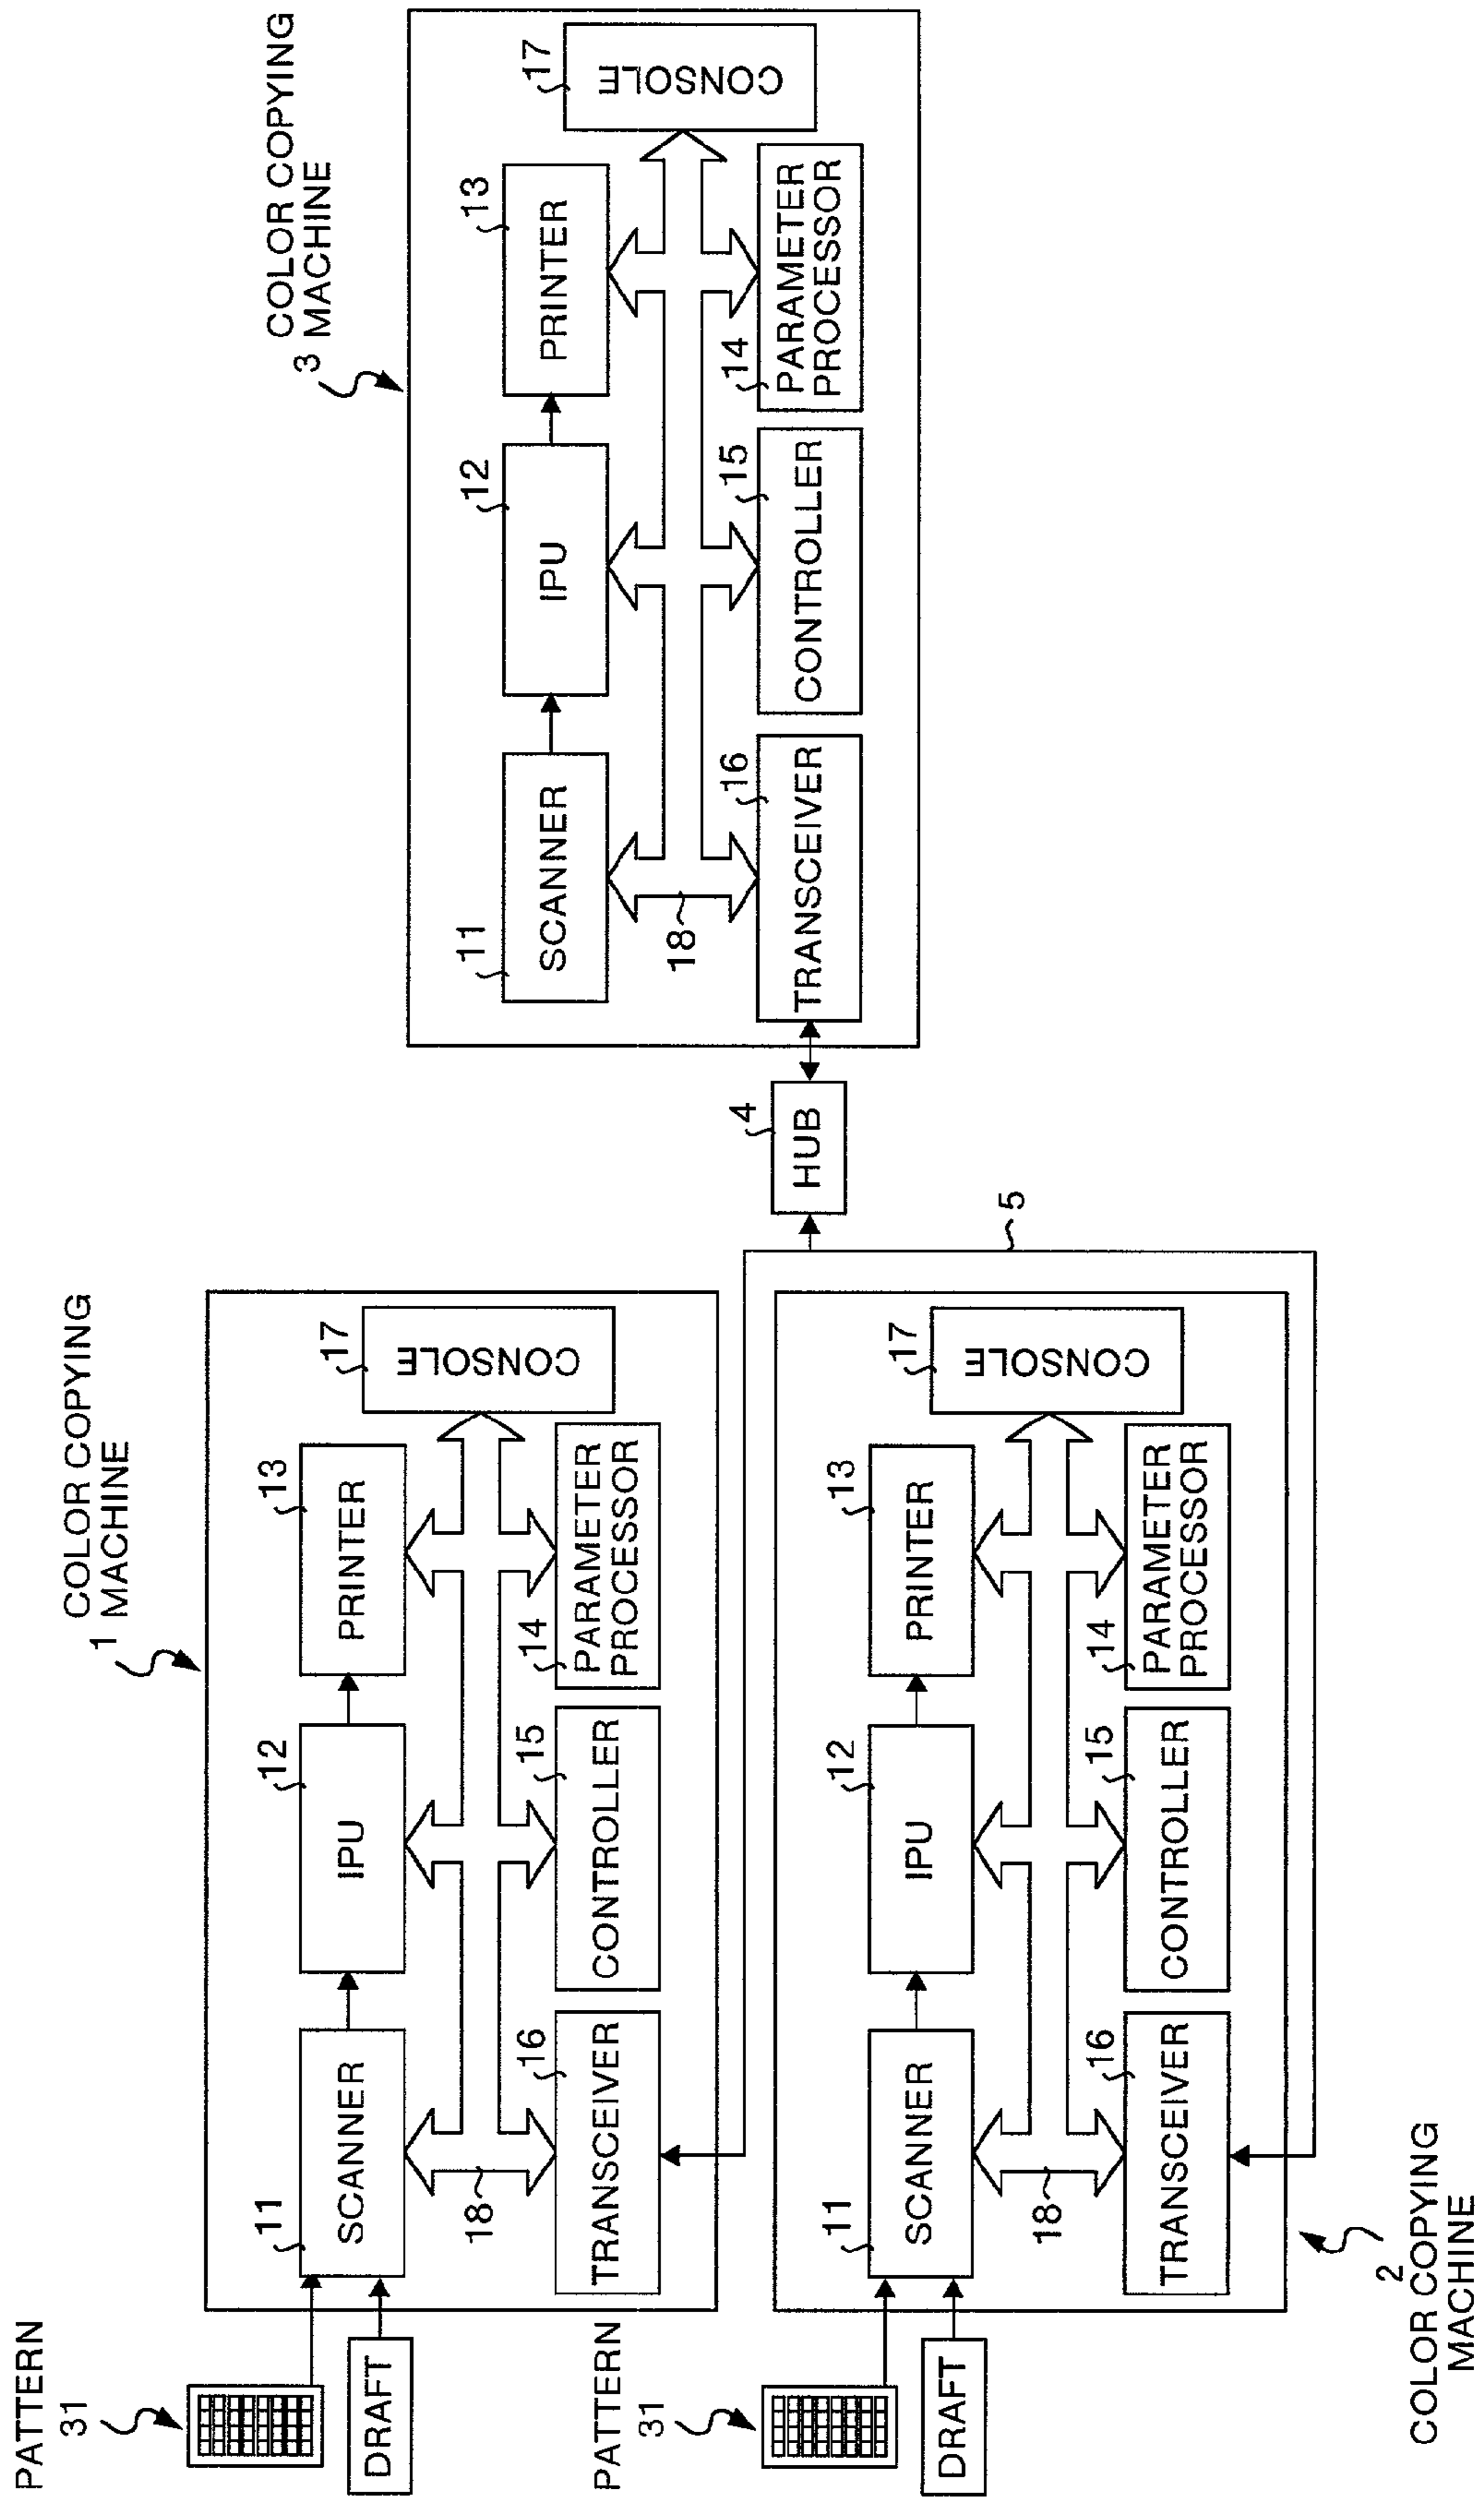 PATTERN
31
DRAFT
COLOR COPYING
MACHINE
1
11
SCANNER
12
IPU
13
PRINTER
17
CONSOLE
18
16
TRANSCEIVER
15
CONTROLLER
14
PARAMETER
PROCESSOR
PATTERN
31
DRAFT
11
SCANNER
12
IPU
13
PRINTER
17
CONSOLE
18
16
TRANSCEIVER
15
CONTROLLER
14
PARAMETER
PROCESSOR
2
COLOR COPYING
MACHINE
5
4
HUB
COLOR COPYING
MACHINE
3
11
SCANNER
12
IPU
13
PRINTER
17
CONSOLE
18
16
TRANSCEIVER
15
CONTROLLER
14
PARAMETER
PROCESSOR